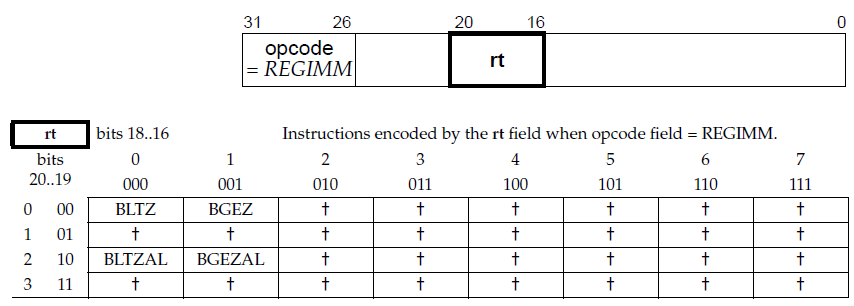 31 26 20 16 0
opcode
= REGIMM
rt
rt bits 18..16 Instructions encoded by the rt field when opcode field = REGIMM.
bits 0 1 2 3 4 5 6 7
20..19 000 001 010 011 100 101 110 111
0 00 BLTZ BGEZ † † † † † †
1 01 † † † † † † † †
2 10 BLTZAL BGEZAL † † † † † †
3 11 † † † † † † † †